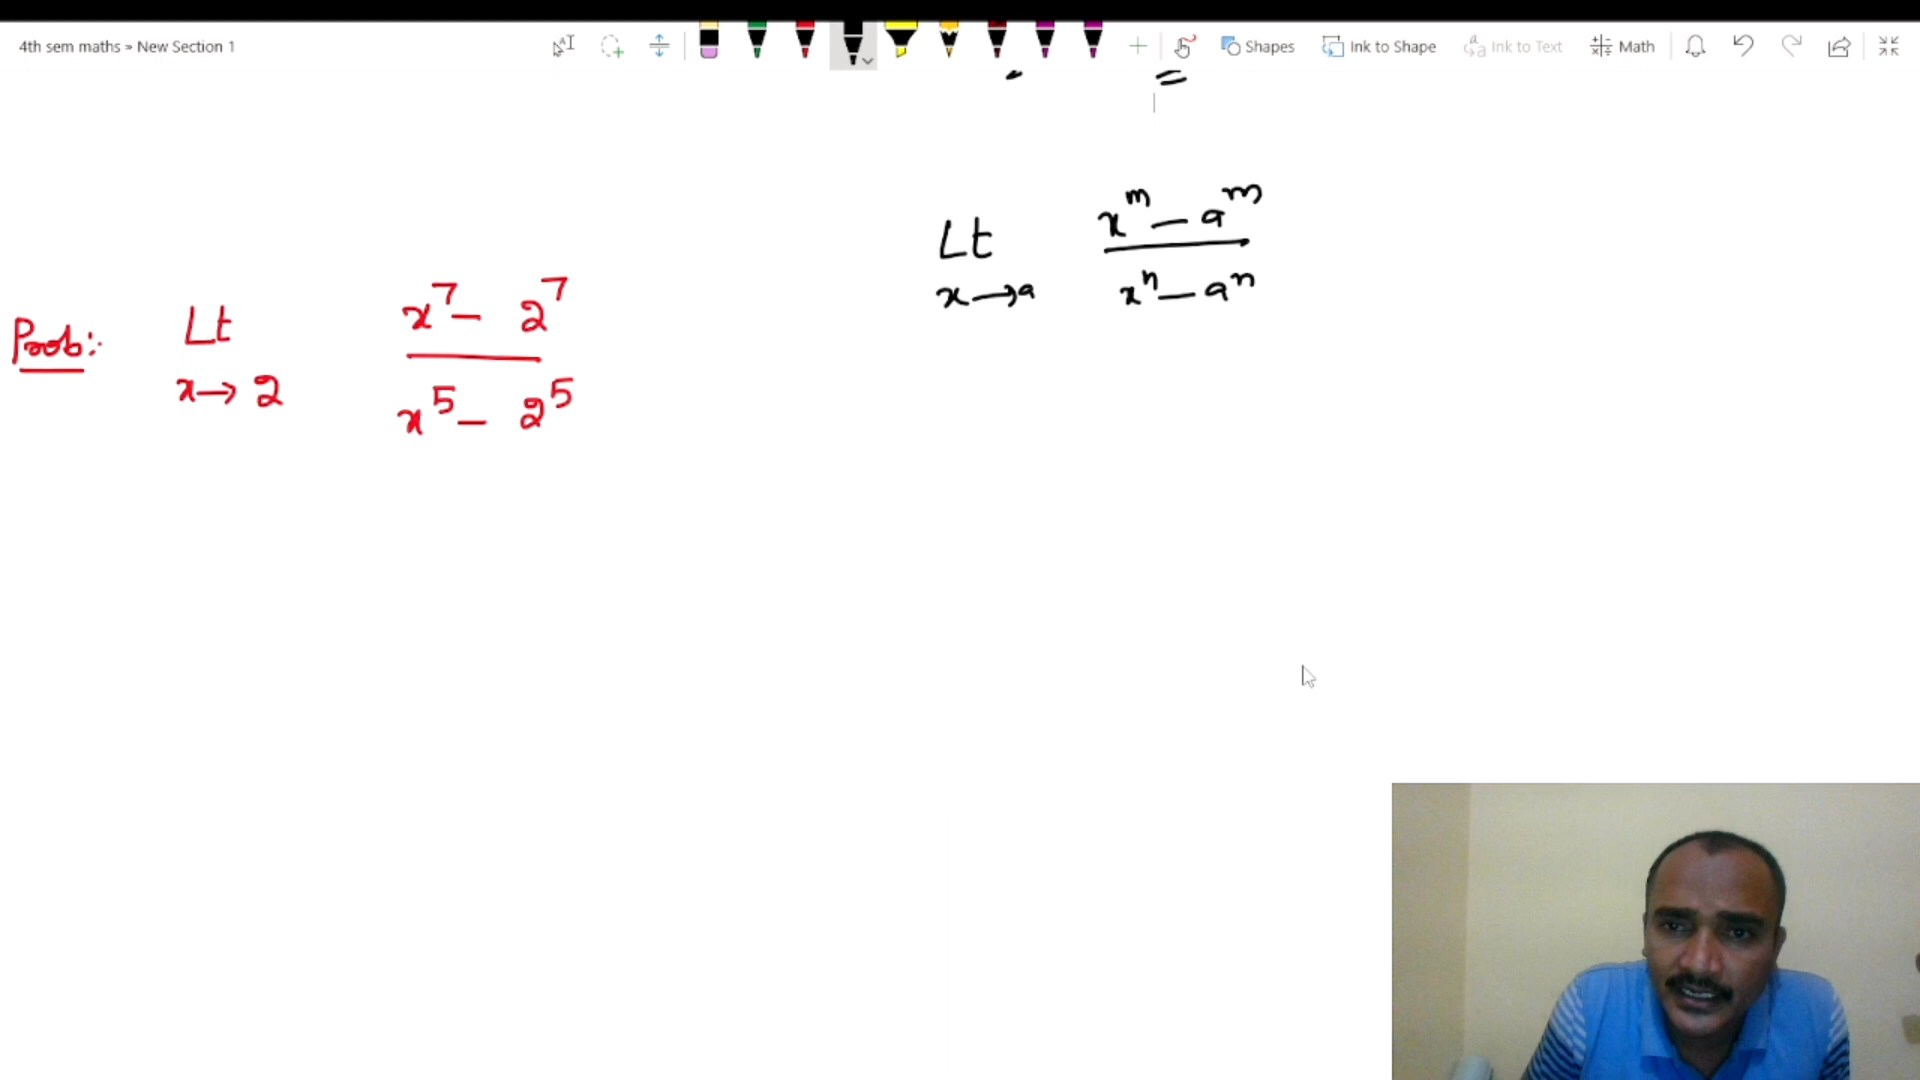 4th sem maths » New Section 1
Shapes
Ink to Shape
Ink to Text
Math
=
Lt x→a x^m – a^m / x^n – a^n
Prob:- Lt x→2 x^7 – 2^7 / x^5 – 2^5